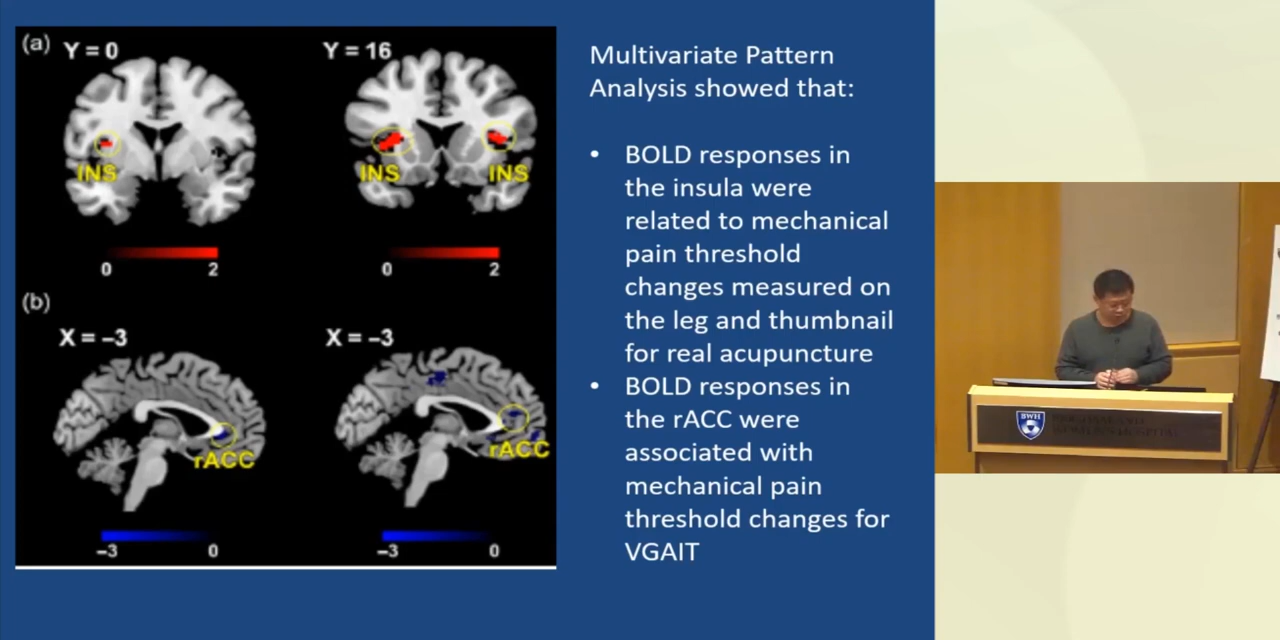 (a) Y = 0 Y = 16
INS INS INS
0 2 0 2
(b)
X = −3 X = −3
rACC rACC
−3 0 −3 0
Multivariate Pattern
Analysis showed that:
• BOLD responses in
the insula were
related to mechanical
pain threshold
changes measured on
the leg and thumbnail
for real acupuncture
• BOLD responses in
the rACC were
associated with
mechanical pain
threshold changes for
VGAIT
BWH